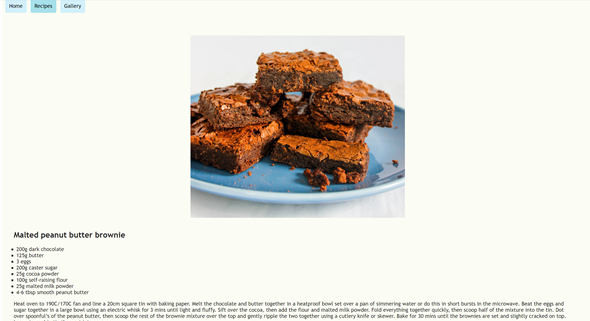 Home
Recipes
Gallery
Malted peanut butter brownie
200g dark chocolate
125g butter
3 eggs
200g caster sugar
25g cocoa powder
100g self-raising flour
25g malted milk powder
4-6 tbsp smooth peanut butter
Heat oven to 190C/170C fan and line a 20cm square tin with baking paper. Melt the chocolate and butter together in a heatproof bowl set over a pan of simmering water or do this in short bursts in the microwave. Beat the eggs and
sugar together in a large bowl using an electric whisk for 3 mins until light and fluffy. Sift over the cocoa, then add the flour and malted milk powder. Fold everything together quickly, then scoop half of the mixture into the tin. Dot
over spoonful's of the peanut butter, then scoop the rest of the brownie mixture over the top and gently ripple the two together using a cutlery knife or skewer. Bake for 30 mins until the brownies are set and slightly cracked on top,